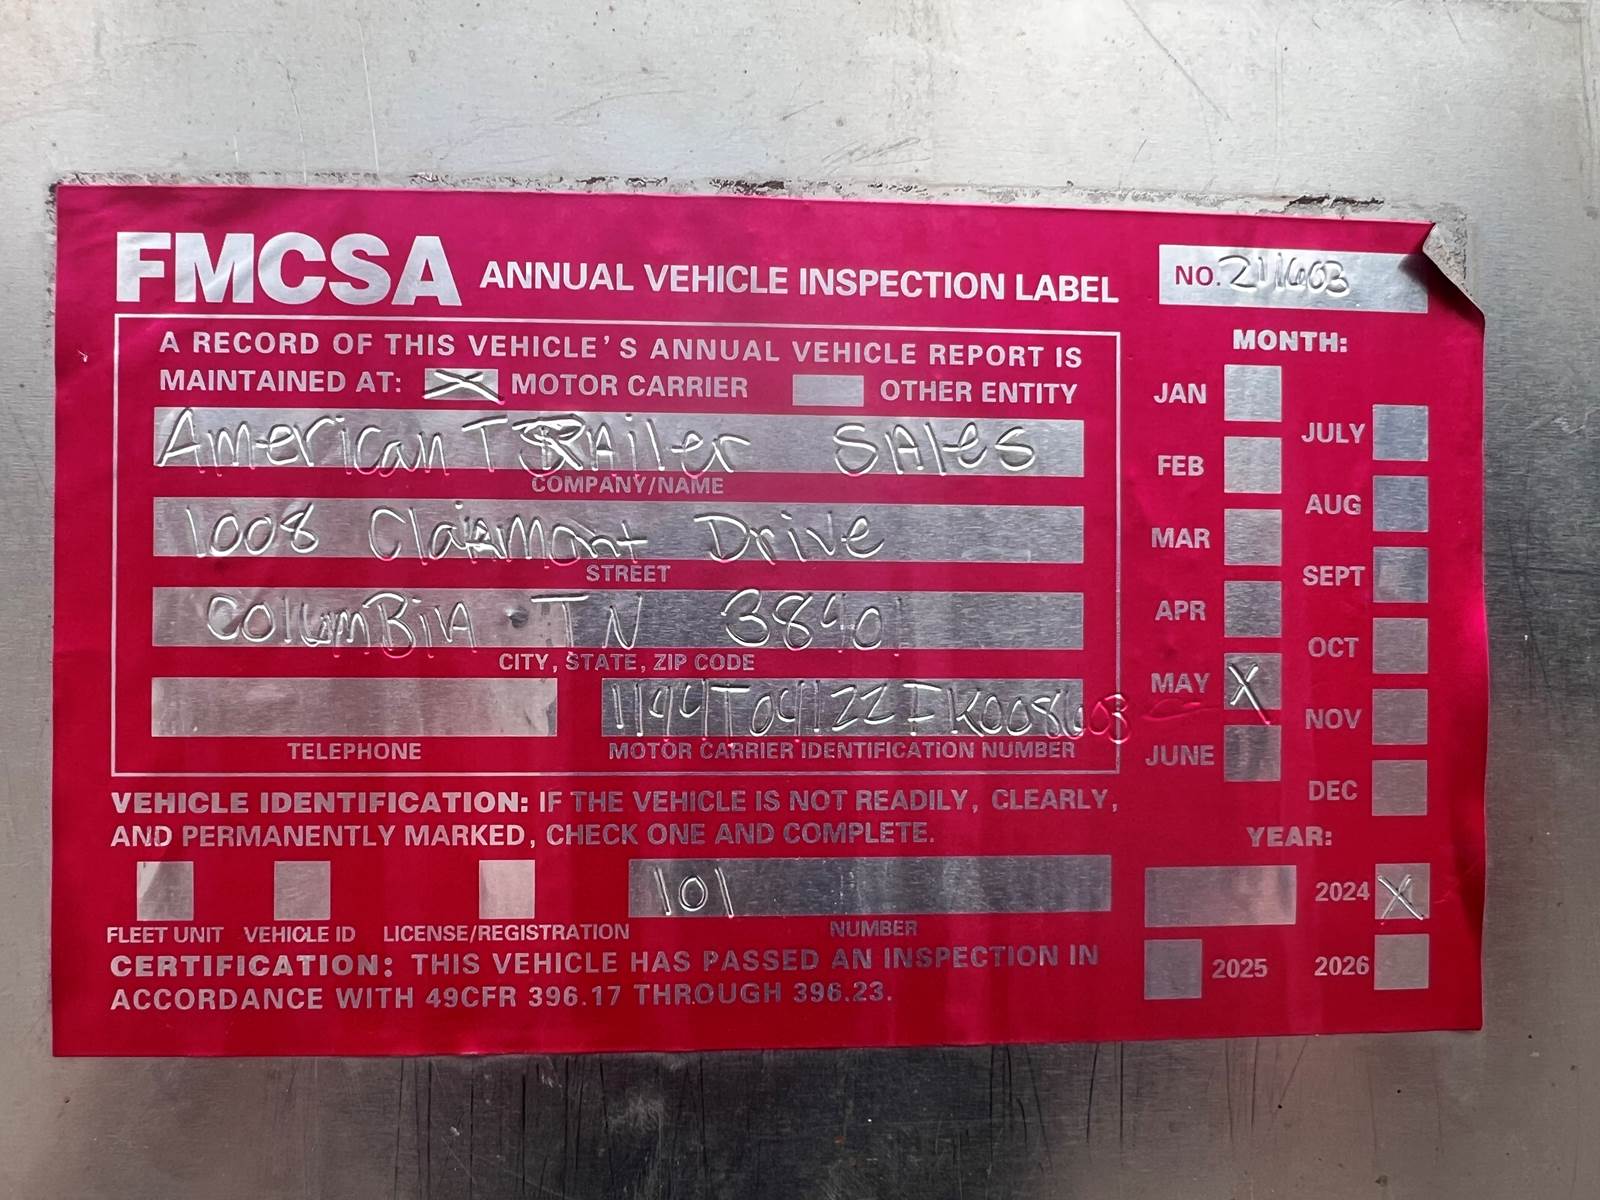 FMCSA ANNUAL VEHICLE INSPECTION LABEL
NO. 211603
A RECORD OF THIS VEHICLE'S ANNUAL VEHICLE REPORT IS
MAINTAINED AT: X MOTOR CARRIER OTHER ENTITY
American TRAiler SAles
COMPANY/NAME
1008 Clairmont Drive
STREET
ColumBiA TN 38401
CITY, STATE, ZIP CODE
TELEPHONE
MOTOR CARRIER IDENTIFICATION NUMBER
VEHICLE IDENTIFICATION: IF THE VEHICLE IS NOT READILY, CLEARLY,
AND PERMANENTLY MARKED, CHECK ONE AND COMPLETE.
101
FLEET UNIT VEHICLE ID LICENSE/REGISTRATION NUMBER
CERTIFICATION: THIS VEHICLE HAS PASSED AN INSPECTION IN
ACCORDANCE WITH 49CFR 396.17 THROUGH 396.23.
MONTH:
JAN
FEB
MAR
APR
MAY X
JUNE
JULY
AUG
SEPT
OCT
NOV
DEC
YEAR:
2024 X
2025 2026